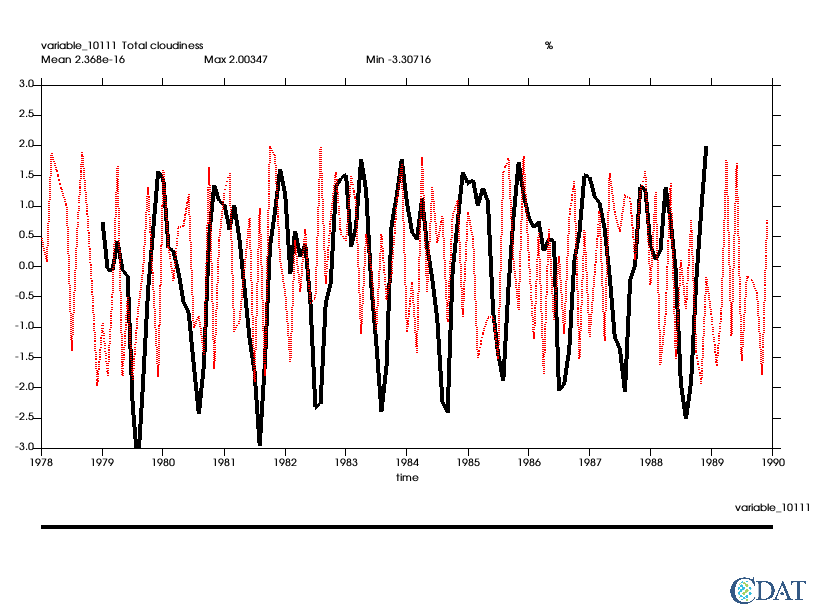 variable_10111 Total cloudiness %
Mean 2.368e-16 Max 2.00347 Min -3.30716
3.0
2.5
2.0
1.5
1.0
0.5
0.0
-0.5
-1.0
-1.5
-2.0
-2.5
-3.0
1978 1979 1980 1981 1982 1983 1984 1985 1986 1987 1988 1989 1990
time
variable_10111
CDAT